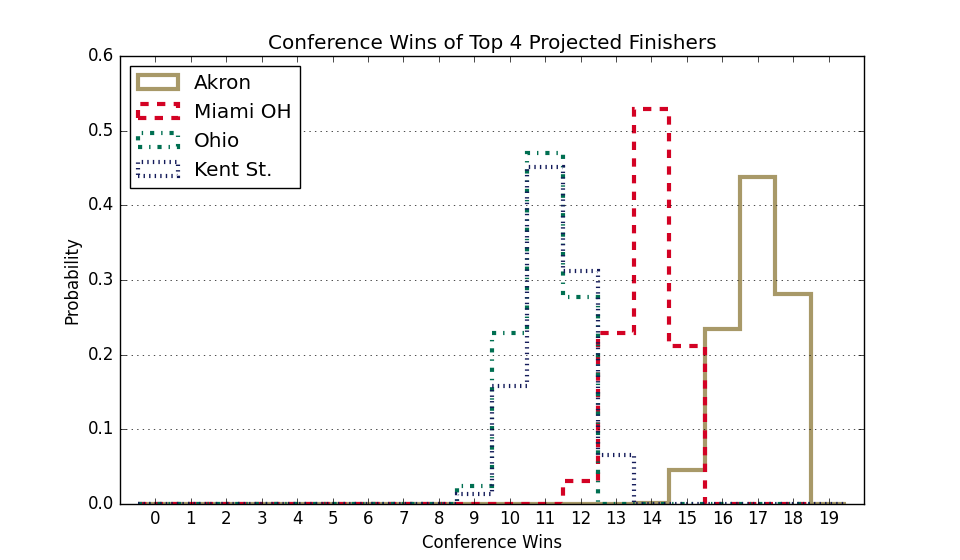 Conference Wins of Top 4 Projected Finishers
0.6
0.5
0.4
0.3
0.2
0.1
0.0
Probability
Akron
Miami OH
Ohio
Kent St.
0 1 2 3 4 5 6 7 8 9 10 11 12 13 14 15 16 17 18 19
Conference Wins